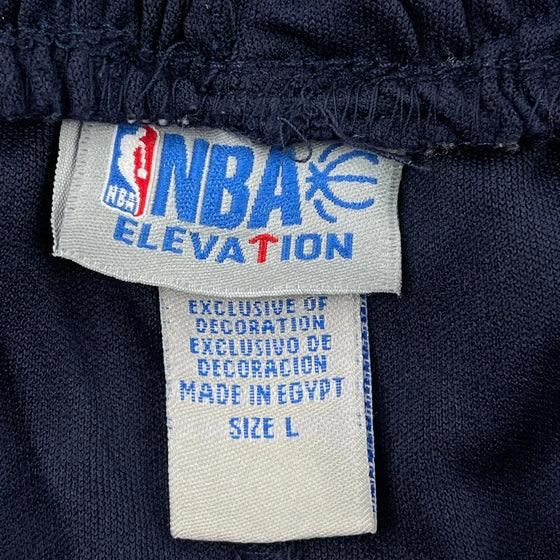 NBA NBA
ELEVATION
EXCLUSIVE OF
DECORATION
EXCLUSIVO DE
DECORACION
MADE IN EGYPT
SIZE L